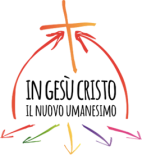 IN GESÙ CRISTO
IL NUOVO UMANESIMO